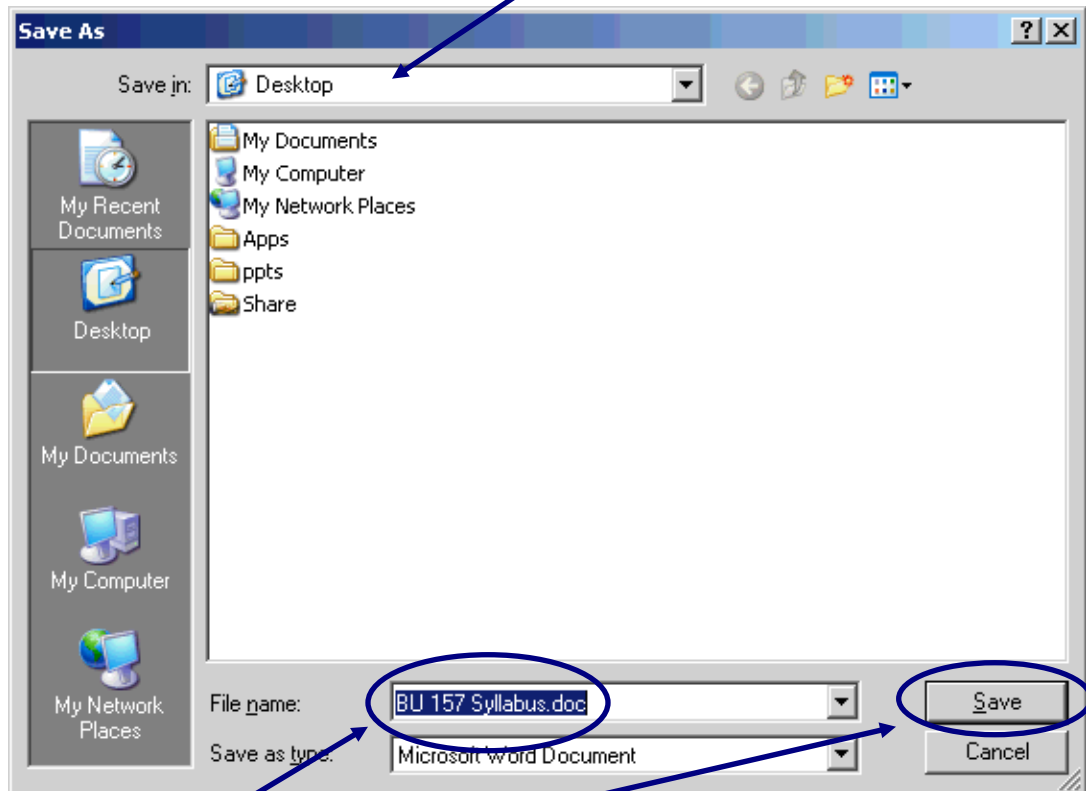 Save As
Save in:
Desktop
My Documents
My Computer
My Network Places
Apps
ppts
Share
My Recent
Documents
Desktop
My Documents
My Computer
My Network
Places
File name:
BU 157 Syllabus.doc
Save
Save as type:
Microsoft Word Document
Cancel